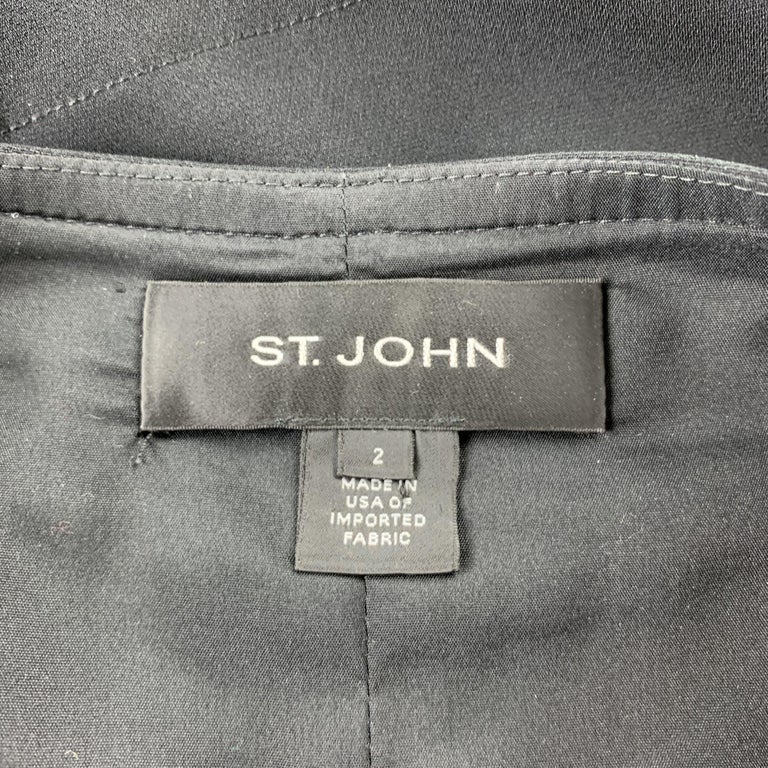 ST. JOHN
2
MADE IN
USA OF
IMPORTED
FABRIC